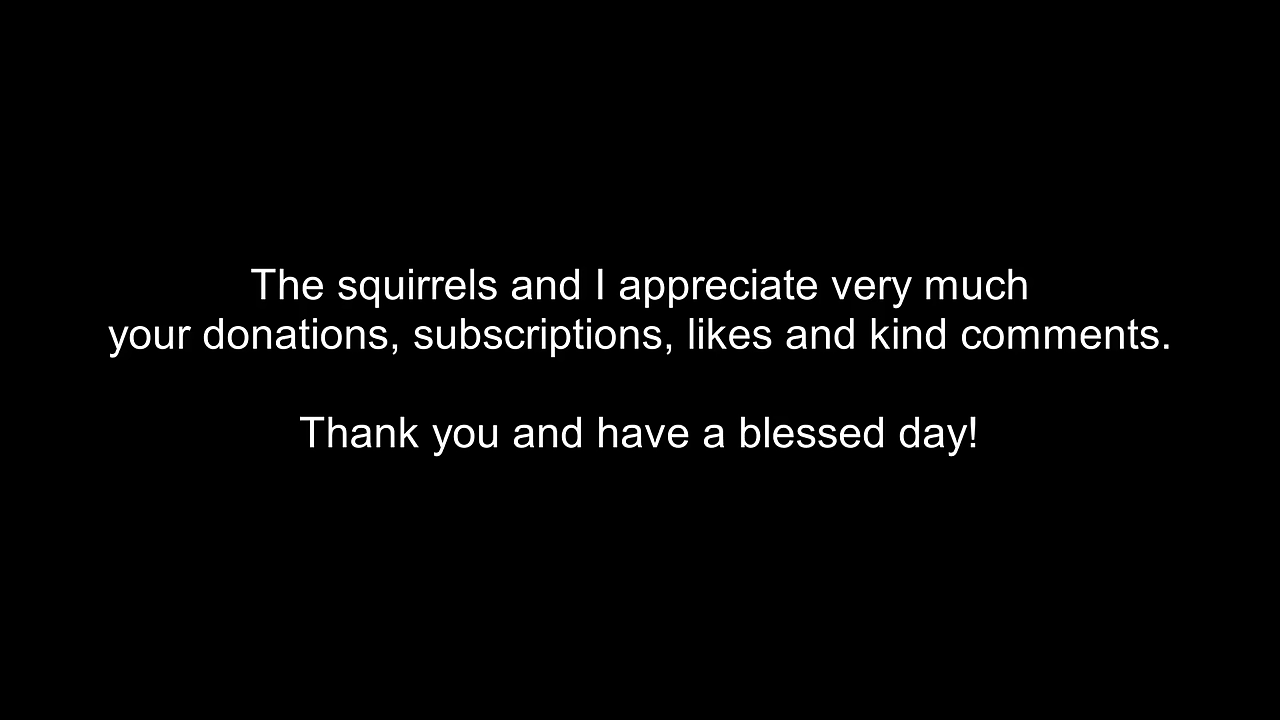 The squirrels and I appreciate very much
your donations, subscriptions, likes and kind comments.
Thank you and have a blessed day!